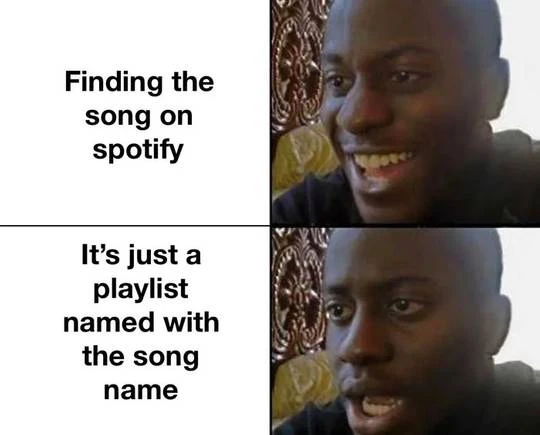 Finding the
song on
spotify
It's just a
playlist
named with
the song
name